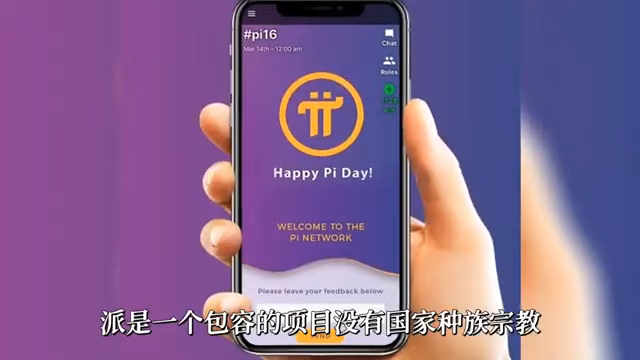 #pi16
Mar 14th - 12:00 am
Chat
Roles
Happy Pi Day!
WELCOME TO THE
PI NETWORK
Please leave your feedback below
派是一个包容的项目没有国家种族宗教